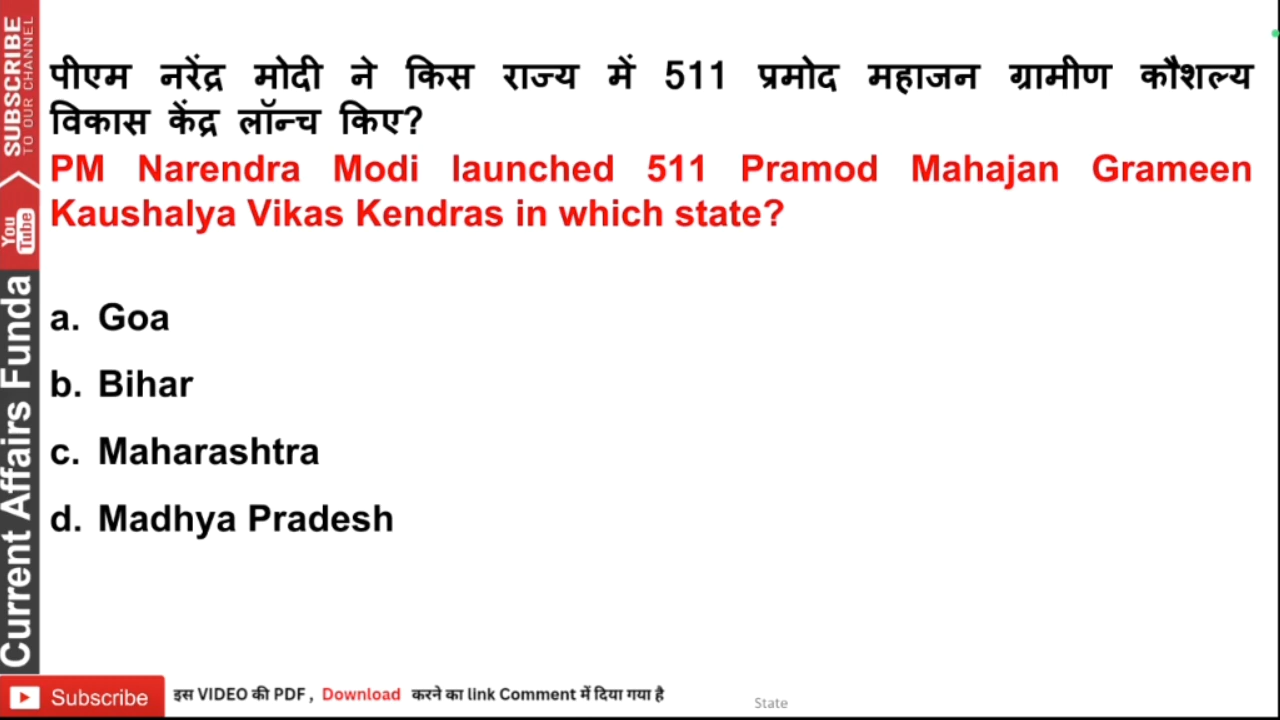 पीएम नरेंद्र मोदी ने किस राज्य में 511 प्रमोद महाजन ग्रामीण कौशल्य
विकास केंद्र लॉन्च किए?
PM Narendra Modi launched 511 Pramod Mahajan Grameen
Kaushalya Vikas Kendras in which state?
a. Goa
b. Bihar
c. Maharashtra
d. Madhya Pradesh
SUBSCRIBE
TO OUR CHANNEL
You
Tube
Current Affairs Funda
Subscribe
इस VIDEO की PDF , Download करने का link Comment में दिया गया है
State